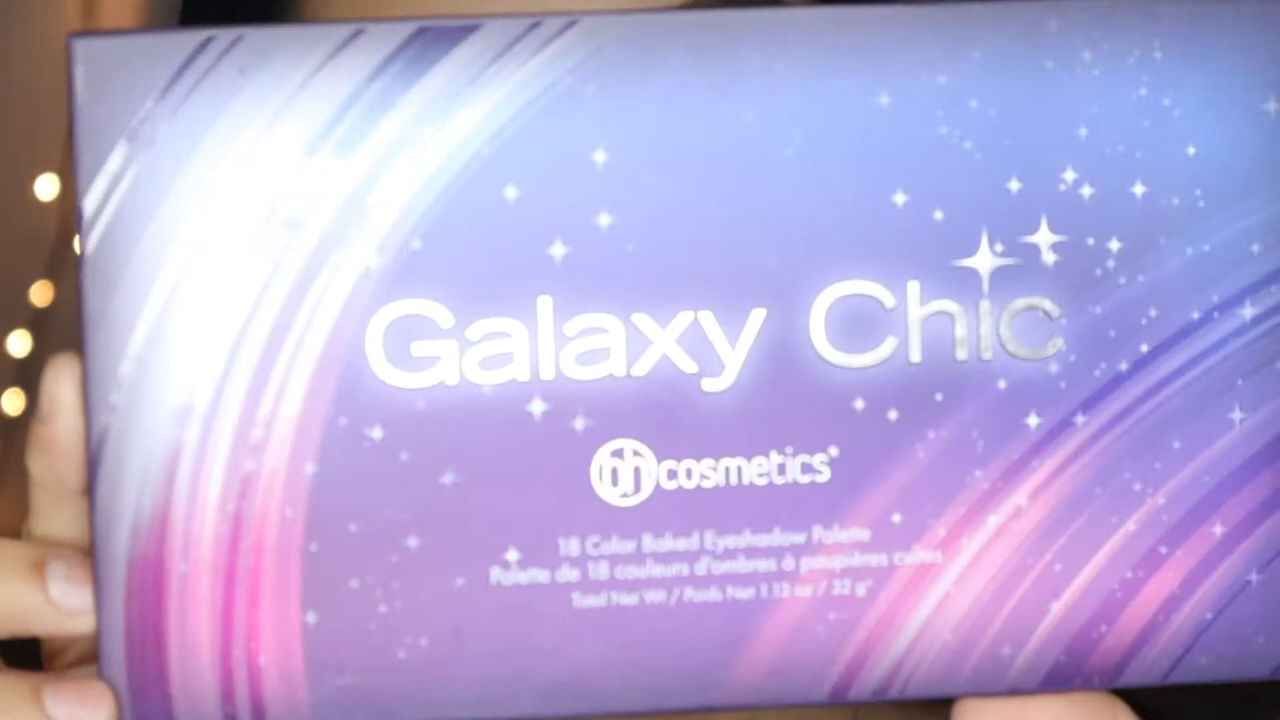 Galaxy Chic
bhcosmetics®
18 Color Baked Eyeshadow Palette
Palette de 18 couleurs d'ombres à paupières cuites
Total Net Wt / Poids Net 1.13 oz / 32 g℮